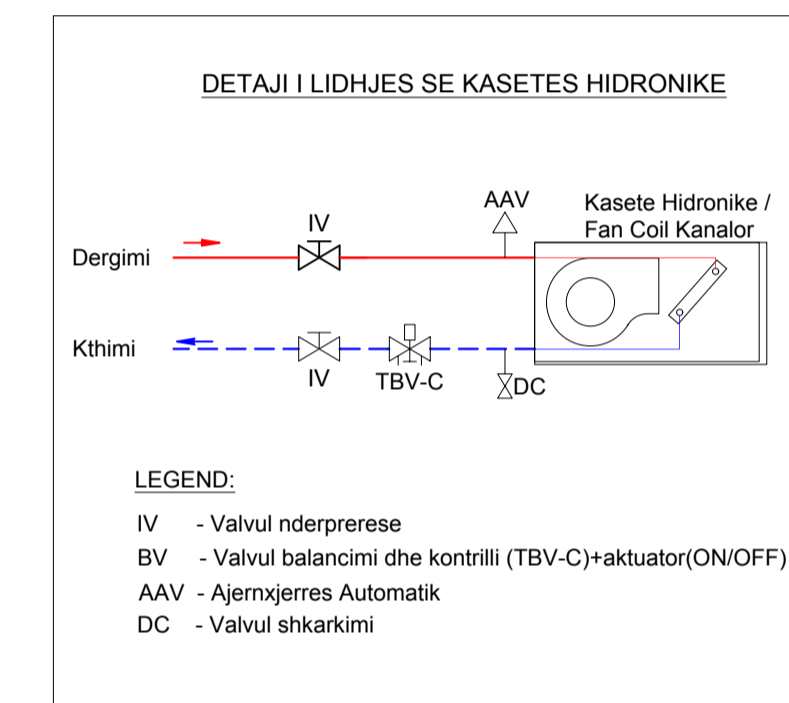 DETAJI I LIDHJES SE KASETES HIDRONIKE
AAV
Kasete Hidronike /
Fan Coil Kanalor
IV
Dergimi
Kthimi
IV
TBV-C
DC
LEGEND:
IV - Valvul nderprerese
BV - Valvul balancimi dhe kontrilli (TBV-C)+aktuator(ON/OFF)
AAV - Ajernxjerres Automatik
DC - Valvul shkarkimi